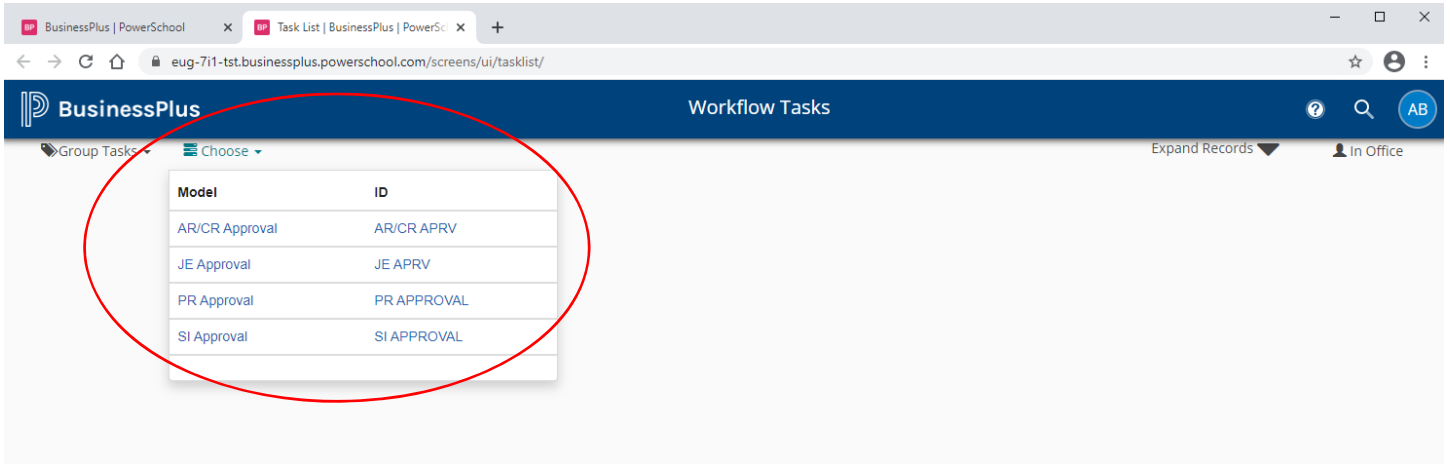 BP BusinessPlus | PowerSchool BP Task List | BusinessPlus | PowerSc
eug-7i1-tst.businessplus.powerschool.com/screens/ui/tasklist/
BusinessPlus Workflow Tasks ? AB
Group Tasks Choose Expand Records In Office
Model ID
AR/CR Approval AR/CR APRV
JE Approval JE APRV
PR Approval PR APPROVAL
SI Approval SI APPROVAL